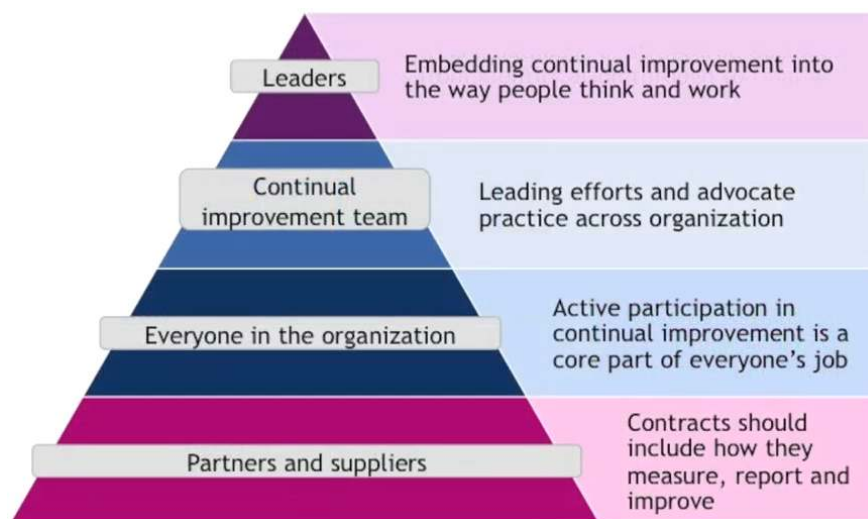 Leaders
Embedding continual improvement into
the way people think and work
Continual
improvement team
Leading efforts and advocate
practice across organization
Everyone in the organization
Active participation in
continual improvement is a
core part of everyone’s job
Partners and suppliers
Contracts should
include how they
measure, report and
improve